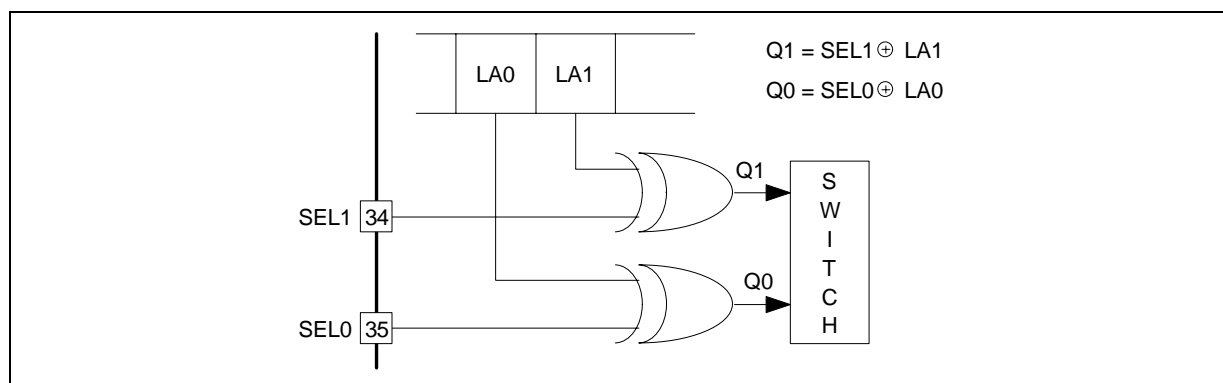 LA0 LA1
Q1 = SEL1 ⊕ LA1
Q0 = SEL0 ⊕ LA0
Q1
SEL1 34
Q0
SEL0 35
S
W
I
T
C
H